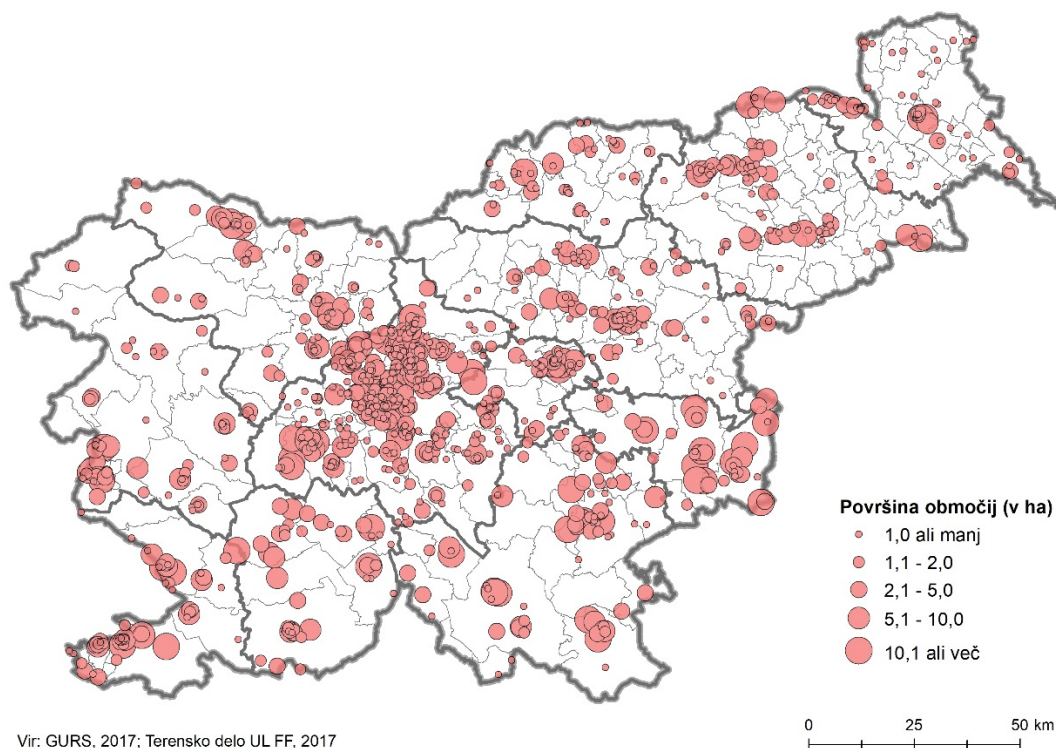 Površina območij (v ha)
1,0 ali manj
1,1 - 2,0
2,1 - 5,0
5,1 - 10,0
10,1 ali več
0 25 50 km
Vir: GURS, 2017; Terensko delo UL FF, 2017